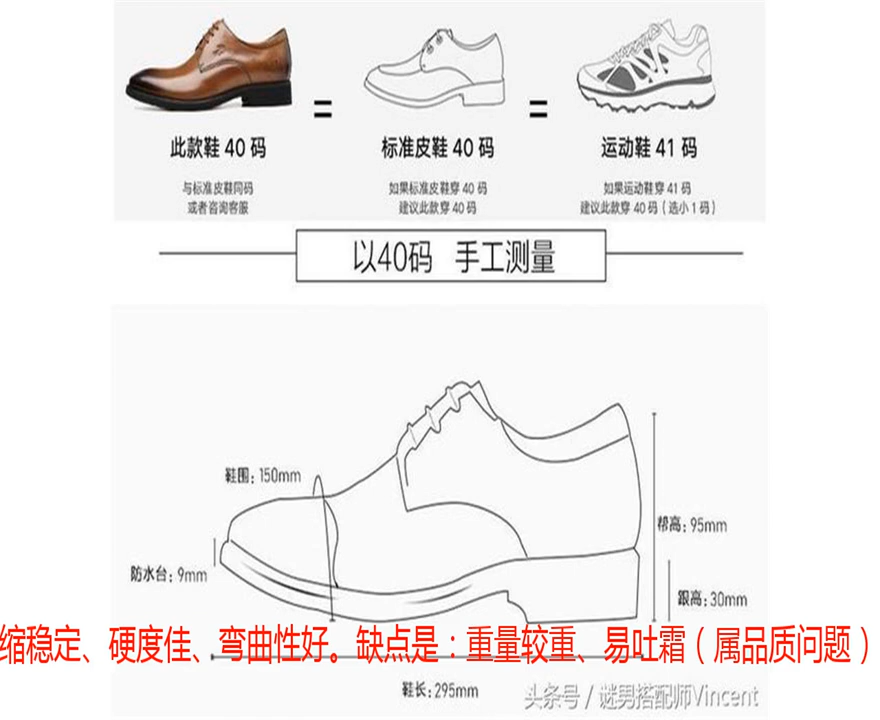 此款鞋 40 码
标准皮鞋 40 码
运动鞋 41 码
与标准皮鞋同码
或者咨询客服
如果标准皮鞋穿 40 码
建议此款穿 40 码
如果运动鞋穿 41 码
建议此款穿 40 码（选小 1 码）
以40码 手工测量
鞋围：150mm
帮高：95mm
防水台：9mm
跟高：30mm
缩稳定、硬度佳、弯曲性好。缺点是：重量较重、易吐霜（属品质问题）
鞋长：295mm
头条号 / 谜男搭配师Vincent